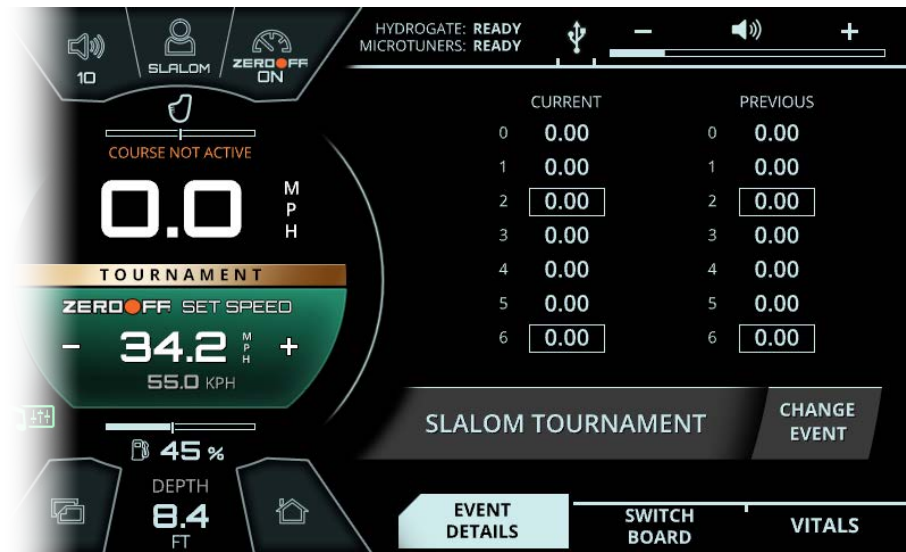 10
SLALOM
ZEROOFF
ON
HYDROGATE: READY
MICROTUNERS: READY
- +
COURSE NOT ACTIVE
0.0 MPH
TOURNAMENT
ZEROOFF SET SPEED
- 34.2 MPH +
55.0 KPH
45 %
DEPTH
8.4
FT
CURRENT PREVIOUS
0 0.00 0 0.00
1 0.00 1 0.00
2 0.00 2 0.00
3 0.00 3 0.00
4 0.00 4 0.00
5 0.00 5 0.00
6 0.00 6 0.00
SLALOM TOURNAMENT
CHANGE
EVENT
EVENT
DETAILS
SWITCH
BOARD
VITALS